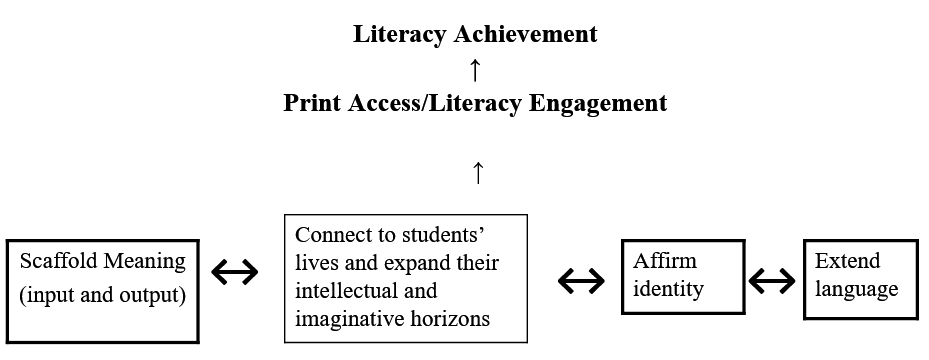 Literacy Achievement
↑
Print Access/Literacy Engagement
↑
Scaffold Meaning
(input and output)
↔
Connect to students’
lives and expand their
intellectual and
imaginative horizons
↔
Affirm
identity
↔
Extend
language